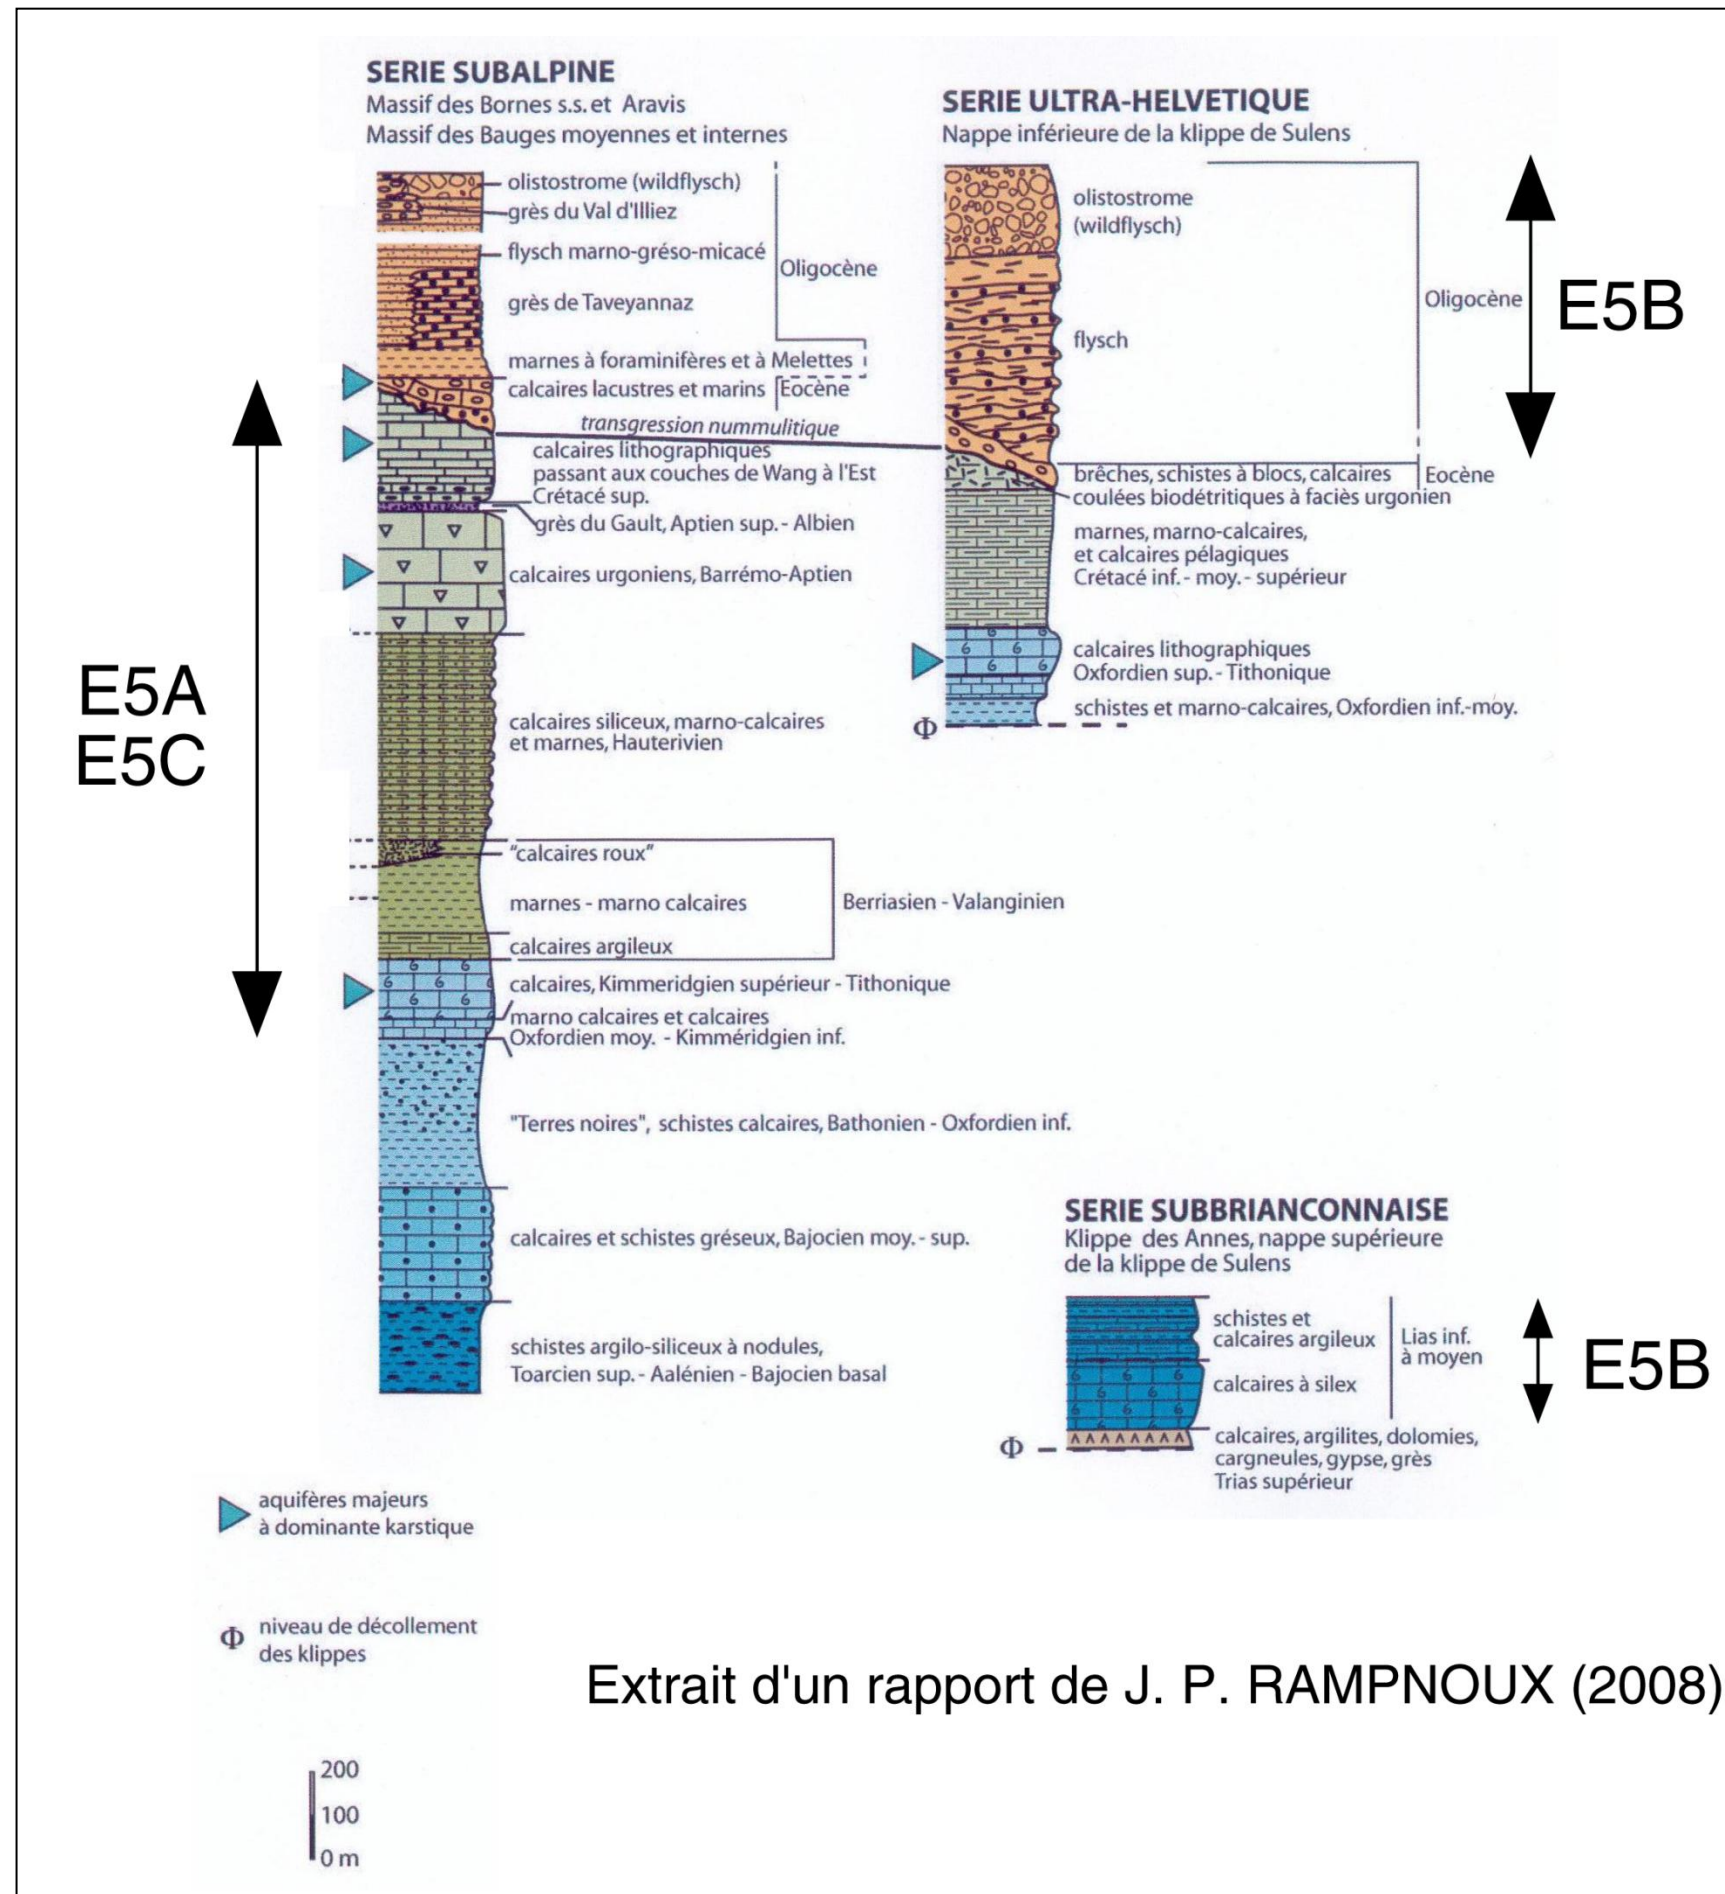 SERIE SUBALPINE
Massif des Bornes s.s. et Aravis
Massif des Bauges moyennes et internes
olistostrome (wildflysch)
grès du Val d'Illiez
flysch marno-gréso-micacé
Oligocène
grès de Taveyannaz
marnes à foraminifères et à Melettes
calcaires lacustres et marins
Eocène
transgression nummulitique
calcaires lithographiques
passant aux couches de Wang à l'Est
Crétacé sup.
grès du Gault, Aptien sup. - Albien
calcaires urgoniens, Barrémo-Aptien
E5A
E5C
calcaires siliceux, marno-calcaires
et marnes, Hauterivien
"calcaires roux"
marnes - marno calcaires
Berriasien - Valanginien
calcaires argileux
calcaires, Kimmeridgien supérieur - Tithonique
marno calcaires et calcaires
Oxfordien moy. - Kimméridgien inf.
"Terres noires", schistes calcaires, Bathonien - Oxfordien inf.
calcaires et schistes gréseux, Bajocien moy. - sup.
schistes argilo-siliceux à nodules,
Toarcien sup. - Aalénien - Bajocien basal
SERIE ULTRA-HELVETIQUE
Nappe inférieure de la klippe de Sulens
olistostrome
(wildflysch)
Oligocène
E5B
flysch
brêches, schistes à blocs, calcaires
Eocène
coulées biodétritiques à faciès urgonien
marnes, marno-calcaires,
et calcaires pélagiques
Crétacé inf. - moy. - supérieur
calcaires lithographiques
Oxfordien sup. - Tithonique
schistes et marno-calcaires, Oxfordien inf.-moy.
Φ
SERIE SUBBRIANCONNAISE
Klippe des Annes, nappe supérieure
de la klippe de Sulens
schistes et
calcaires argileux
Lias inf.
à moyen
E5B
calcaires à silex
Φ
calcaires, argilites, dolomies,
cargneules, gypse, grès
Trias supérieur
aquifères majeurs
à dominante karstique
Φ niveau de décollement
des klippes
Extrait d'un rapport de J. P. RAMPNOUX (2008)
200
100
0 m